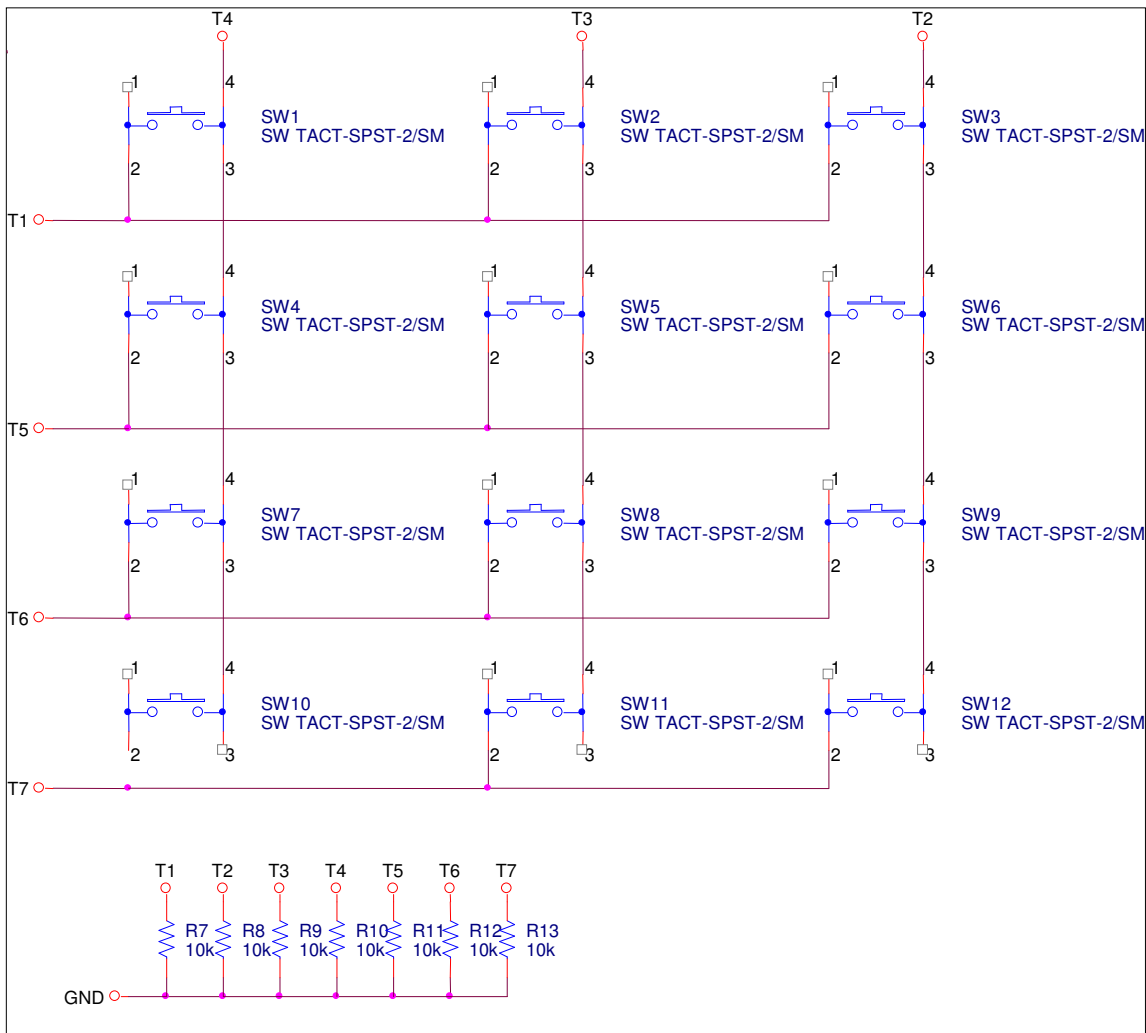 T4 T3 T2
1 4 1 4 1 4
SW1 SW2 SW3
SW TACT-SPST-2/SM SW TACT-SPST-2/SM SW TACT-SPST-2/SM
2 3 2 3 2 3
T1
1 4 1 4 1 4
SW4 SW5 SW6
SW TACT-SPST-2/SM SW TACT-SPST-2/SM SW TACT-SPST-2/SM
2 3 2 3 2 3
T5
1 4 1 4 1 4
SW7 SW8 SW9
SW TACT-SPST-2/SM SW TACT-SPST-2/SM SW TACT-SPST-2/SM
2 3 2 3 2 3
T6
1 4 1 4 1 4
SW10 SW11 SW12
SW TACT-SPST-2/SM SW TACT-SPST-2/SM SW TACT-SPST-2/SM
2 3 2 3 2 3
T7
T1 T2 T3 T4 T5 T6 T7
R7 R8 R9 R10 R11 R12 R13
10k 10k 10k 10k 10k 10k 10k
GND